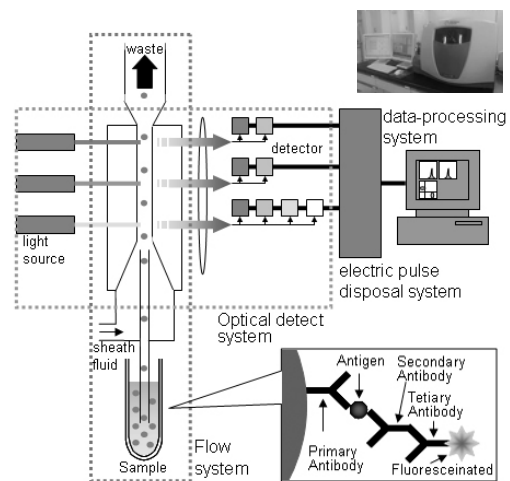 waste
data-processing
system
detector
light
source
electric pulse
disposal system
Optical detect
system
sheath
fluid
Sample
Flow
system
Antigen
Secondary
Antibody
Tetiary
Antibody
Primary
Antibody
Fluoresceinated